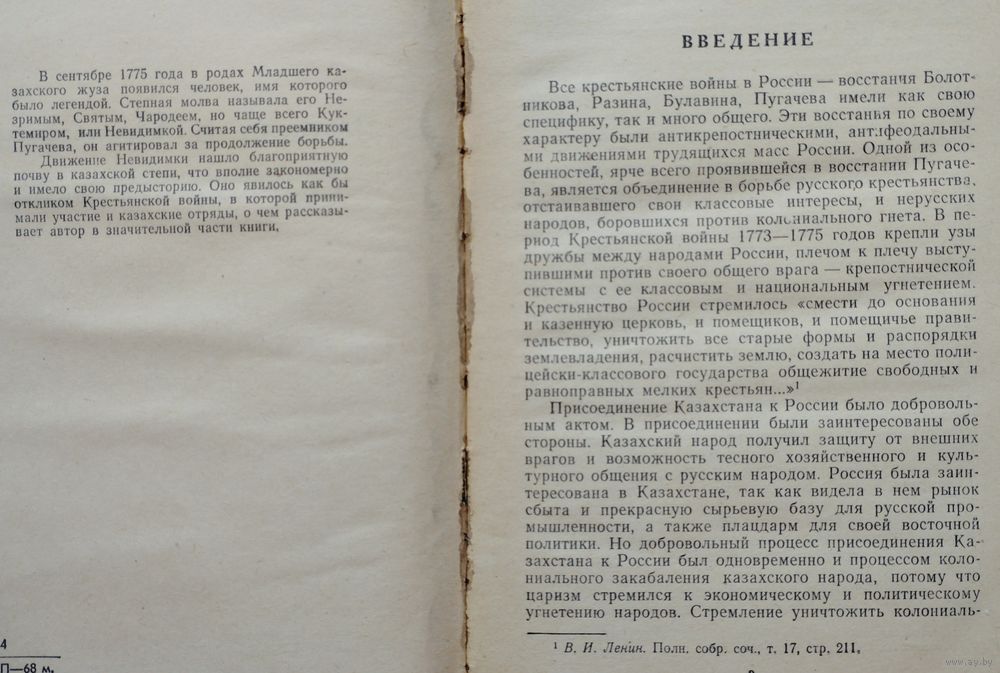 В сентябре 1775 года в родах Младшего ка-
захского жуза появился человек, имя которого
было легендой. Степная молва называла его Не-
зримым, Святым, Чародеем, но чаще всего Кук-
темиром, или Невидимкой. Считая себя преемником
Пугачева, он агитировал за продолжение борьбы.
Движение Невидимки нашло благоприятную
почву в казахской степи, что вполне закономерно
и имело свою предысторию. Оно явилось как бы
откликом Крестьянской войны, в которой прини-
мали участие и казахские отряды, о чем рассказы-
вает автор в значительной части книги.
4
П—68 м.
ВВЕДЕНИЕ
Все крестьянские войны в России — восстания Болот-
никова, Разина, Булавина, Пугачева имели как свою
специфику, так и много общего. Эти восстания по своему
характеру были антикрепостническими, антифеодальны-
ми движениями трудящихся масс России. Одной из осо-
бенностей, ярче всего проявившейся в восстании Пугаче-
ва, является объединение в борьбе русского крестьянства,
отстаивавшего свои классовые интересы, и нерусских
народов, боровшихся против колониального гнета. В пе-
риод Крестьянской войны 1773—1775 годов крепли узы
дружбы между народами России, плечом к плечу высту-
пившими против своего общего врага — крепостнической
системы с ее классовым и национальным угнетением.
Крестьянство России стремилось «смести до основания
и казенную церковь, и помещиков, и помещичье прави-
тельство, уничтожить все старые формы и распорядки
землевладения, расчистить землю, создать на место поли-
цейски-классового государства общежитие свободных и
равноправных мелких крестьян...»¹
Присоединение Казахстана к России было доброволь-
ным актом. В присоединении были заинтересованы обе
стороны. Казахский народ получил защиту от внешних
врагов и возможность тесного хозяйственного и куль-
турного общения с русским народом. Россия была заин-
тересована в Казахстане, так как видела в нем рынок
сбыта и прекрасную сырьевую базу для русской про-
мышленности, а также плацдарм для своей восточной
политики. Но добровольный процесс присоединения Ка-
захстана к России был одновременно и процессом коло-
ниального закабаления казахского народа, потому что
царизм стремился к экономическому и политическому
угнетению народов. Стремление уничтожить колониаль-
¹ В. И. Ленин. Полн. собр. соч., т. 17, стр. 211.
www.ay.by